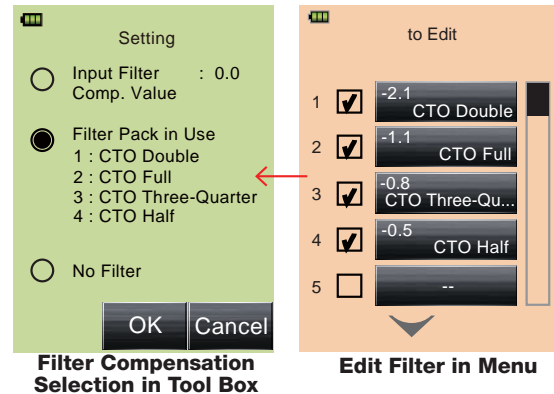 Setting
Input Filter : 0.0
Comp. Value
Filter Pack in Use
1 : CTO Double
2 : CTO Full
3 : CTO Three-Quarter
4 : CTO Half
No Filter
OK Cancel
Filter Compensation
Selection in Tool Box
to Edit
1 -2.1 CTO Double
2 -1.1 CTO Full
3 -0.8 CTO Three-Qu...
4 -0.5 CTO Half
5 --
Edit Filter in Menu